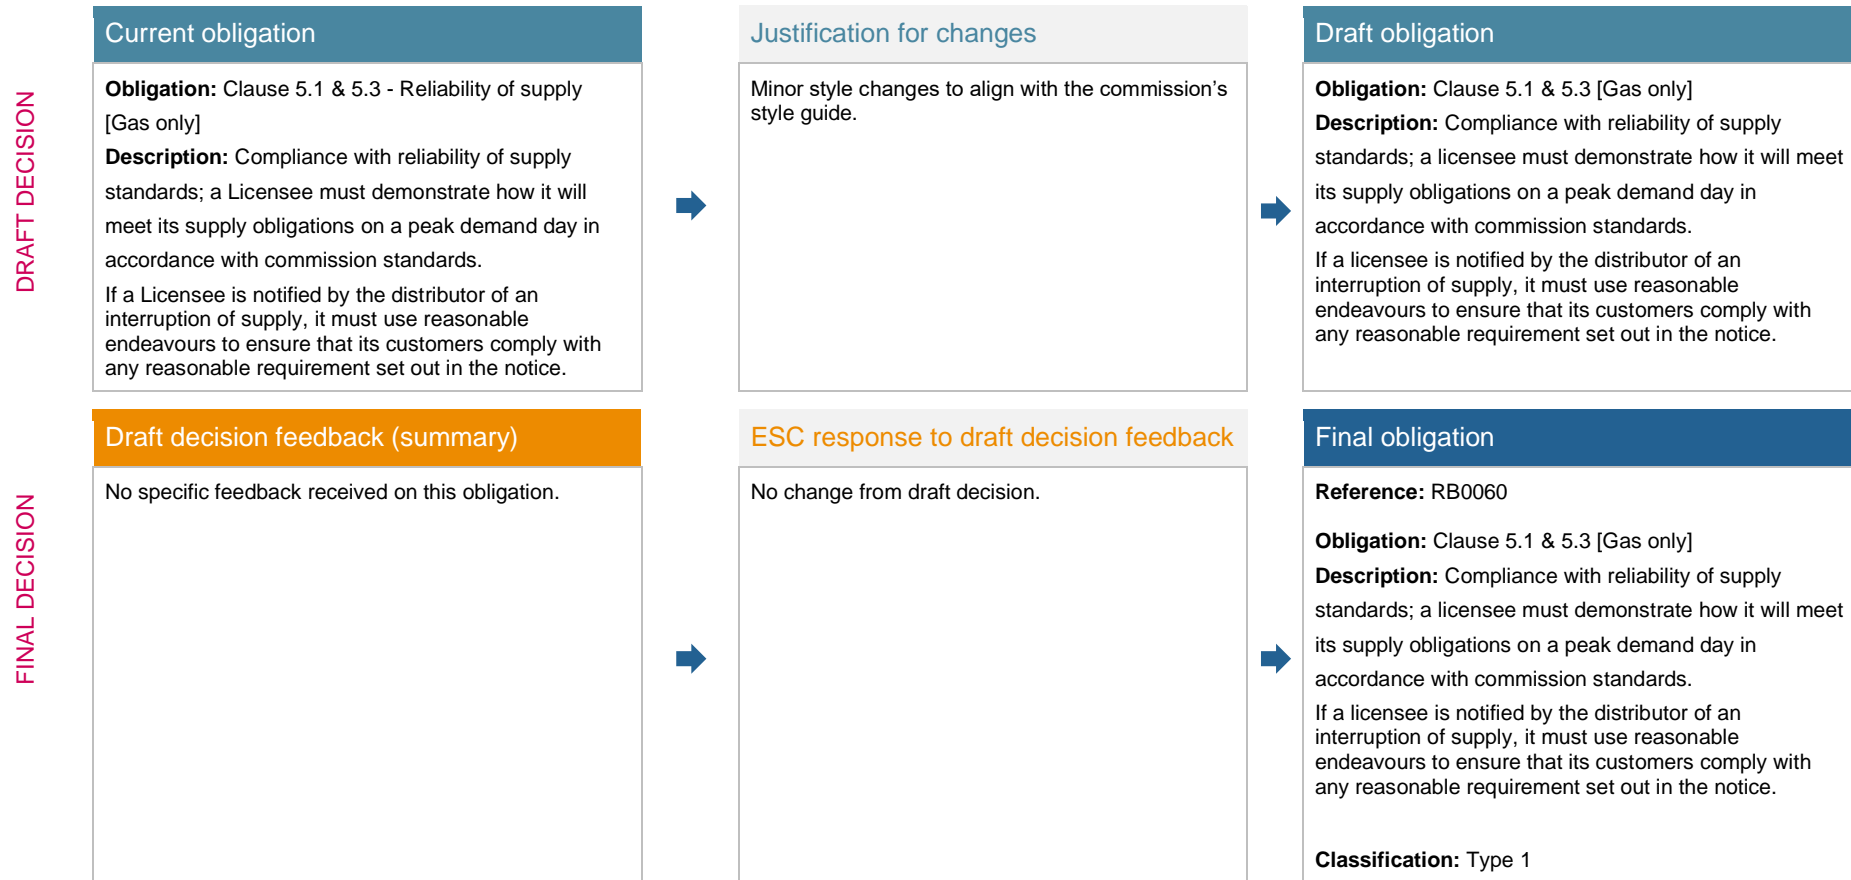 DRAFT DECISION
Current obligation
Obligation: Clause 5.1 & 5.3 - Reliability of supply
[Gas only]
Description: Compliance with reliability of supply
standards; a Licensee must demonstrate how it will
meet its supply obligations on a peak demand day in
accordance with commission standards.
If a Licensee is notified by the distributor of an
interruption of supply, it must use reasonable
endeavours to ensure that its customers comply with
any reasonable requirement set out in the notice.
Justification for changes
Minor style changes to align with the commission's
style guide.
Draft obligation
Obligation: Clause 5.1 & 5.3 [Gas only]
Description: Compliance with reliability of supply
standards; a licensee must demonstrate how it will meet
its supply obligations on a peak demand day in
accordance with commission standards.
If a licensee is notified by the distributor of an
interruption of supply, it must use reasonable
endeavours to ensure that its customers comply with
any reasonable requirement set out in the notice.
FINAL DECISION
Draft decision feedback (summary)
No specific feedback received on this obligation.
ESC response to draft decision feedback
No change from draft decision.
Final obligation
Reference: RB0060
Obligation: Clause 5.1 & 5.3 [Gas only]
Description: Compliance with reliability of supply
standards; a licensee must demonstrate how it will meet
its supply obligations on a peak demand day in
accordance with commission standards.
If a licensee is notified by the distributor of an
interruption of supply, it must use reasonable
endeavours to ensure that its customers comply with
any reasonable requirement set out in the notice.
Classification: Type 1